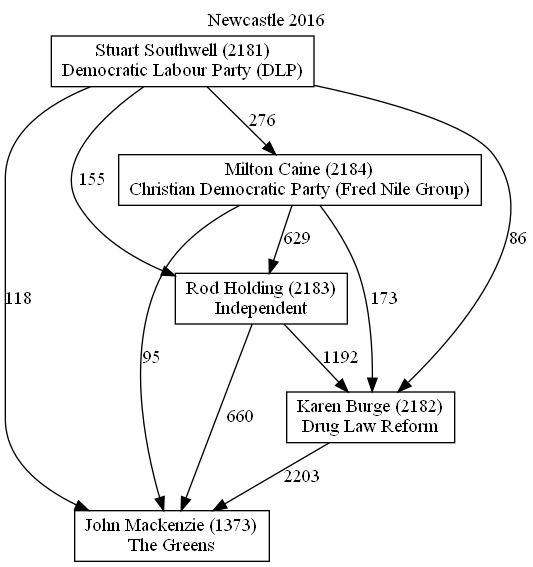 Newcastle 2016
Stuart Southwell (2181)
Democratic Labour Party (DLP)
276
Milton Caine (2184)
Christian Democratic Party (Fred Nile Group)
155
629
86
Rod Holding (2183)
Independent
118
173
95
1192
660
Karen Burge (2182)
Drug Law Reform
2203
John Mackenzie (1373)
The Greens